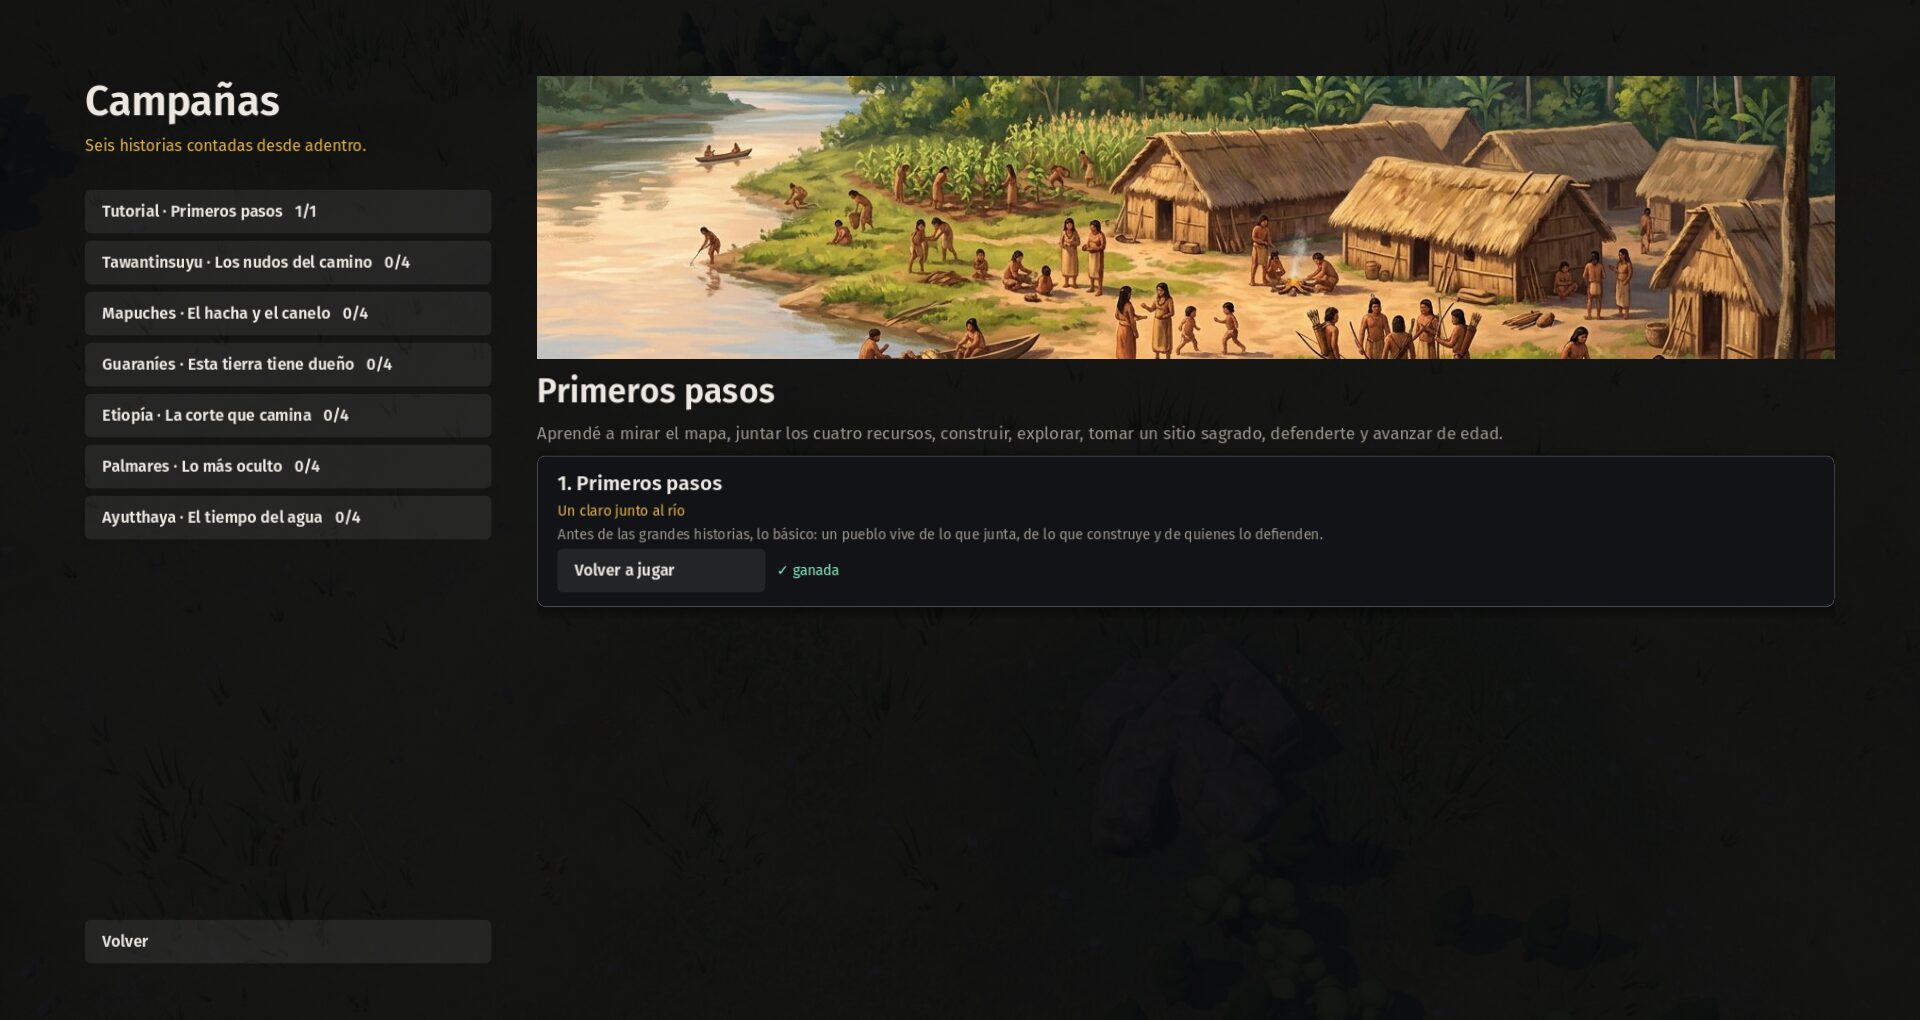 Campañas
Seis historias contadas desde adentro.
Tutorial · Primeros pasos 1/1
Tawantinsuyu · Los nudos del camino 0/4
Mapuches · El hacha y el canelo 0/4
Guaraníes · Esta tierra tiene dueño 0/4
Etiopía · La corte que camina 0/4
Palmares · Lo más oculto 0/4
Ayutthaya · El tiempo del agua 0/4
Volver
Primeros pasos
Aprendé a mirar el mapa, juntar los cuatro recursos, construir, explorar, tomar un sitio sagrado, defenderte y avanzar de edad.
1. Primeros pasos
Un claro junto al río
Antes de las grandes historias, lo básico: un pueblo vive de lo que junta, de lo que construye y de quienes lo defienden.
Volver a jugar ✓ ganada